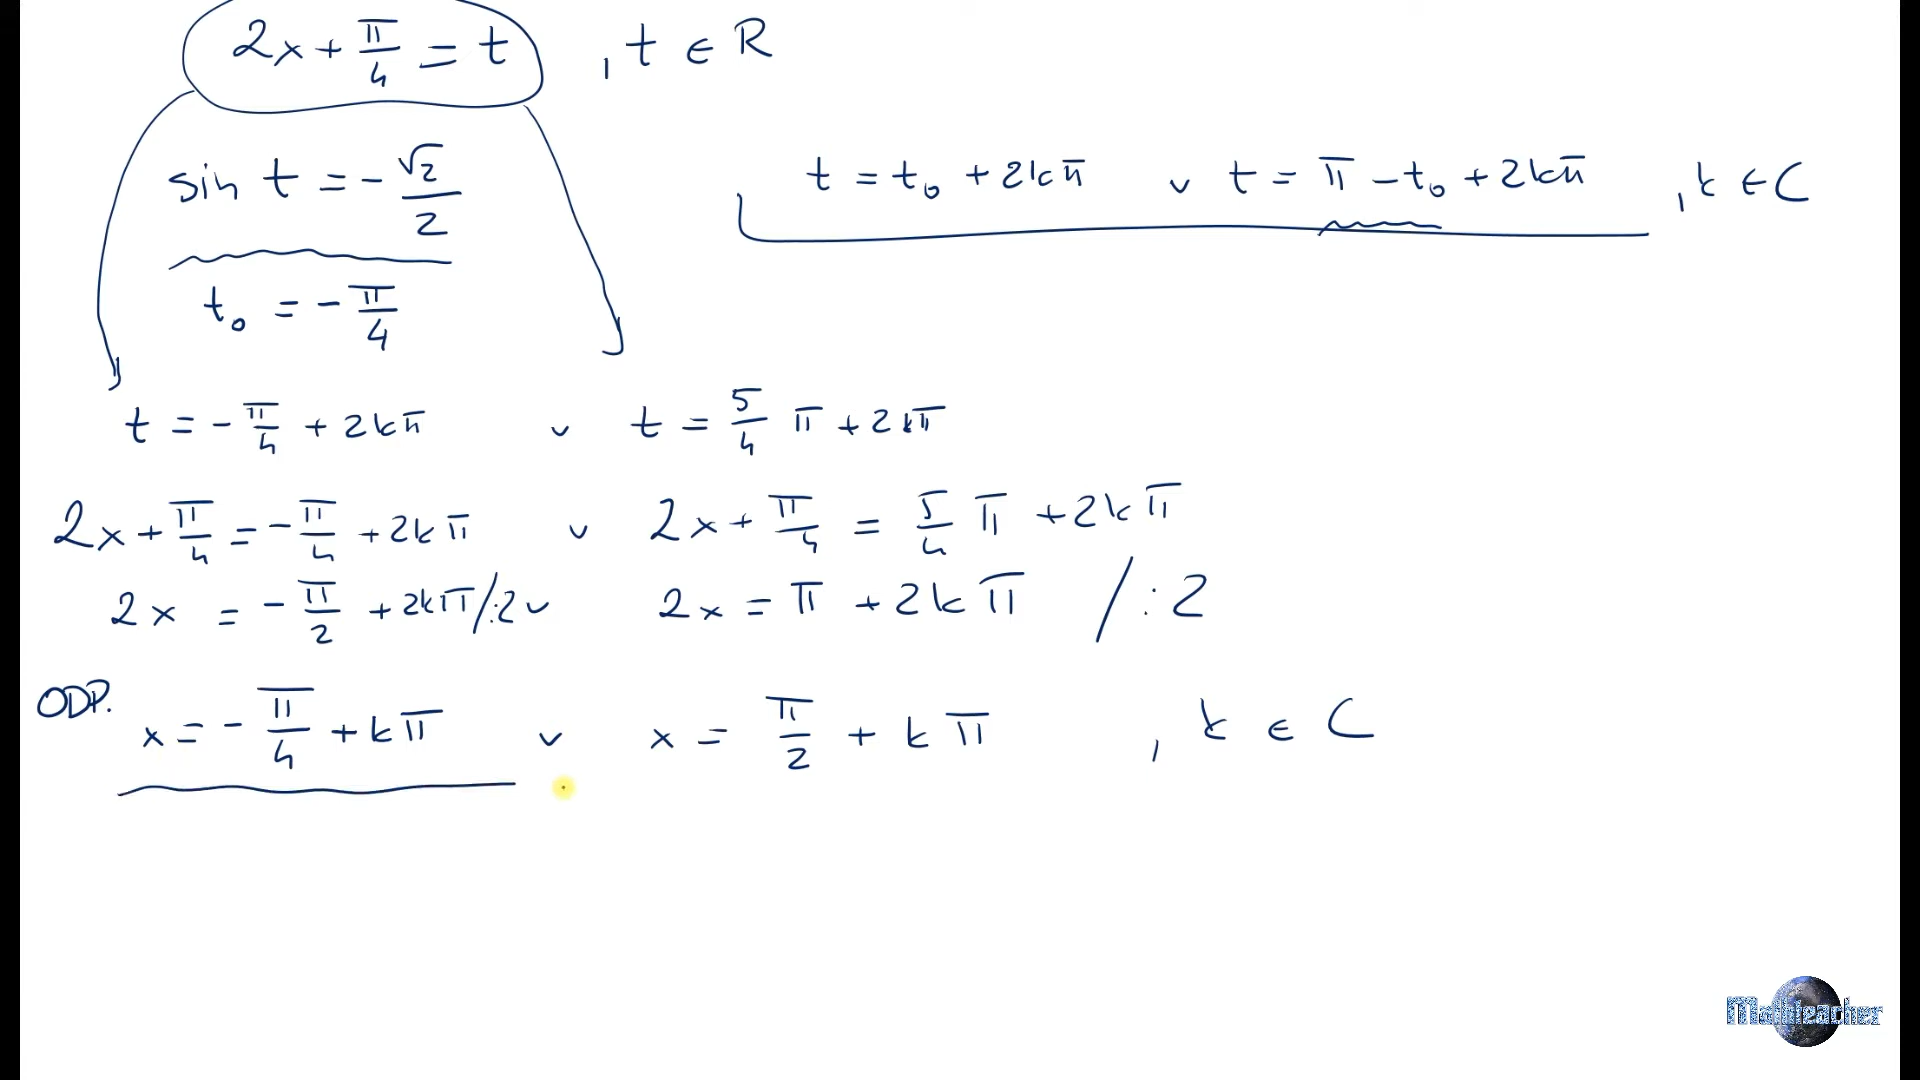 2x + π/4 = t , t ∈ R
sin t = - √2/2
t = t₀ + 2kπ v t = π - t₀ + 2kπ , k ∈ C
t₀ = - π/4
t = - π/4 + 2kπ v t = 5/4 π + 2kπ
2x + π/4 = - π/4 + 2kπ v 2x + π/4 = 5/4 π + 2kπ
2x = - π/2 + 2kπ /:2 v 2x = π + 2kπ /:2
ODP. x = - π/4 + kπ v x = π/2 + kπ , k ∈ C
Mathteacher